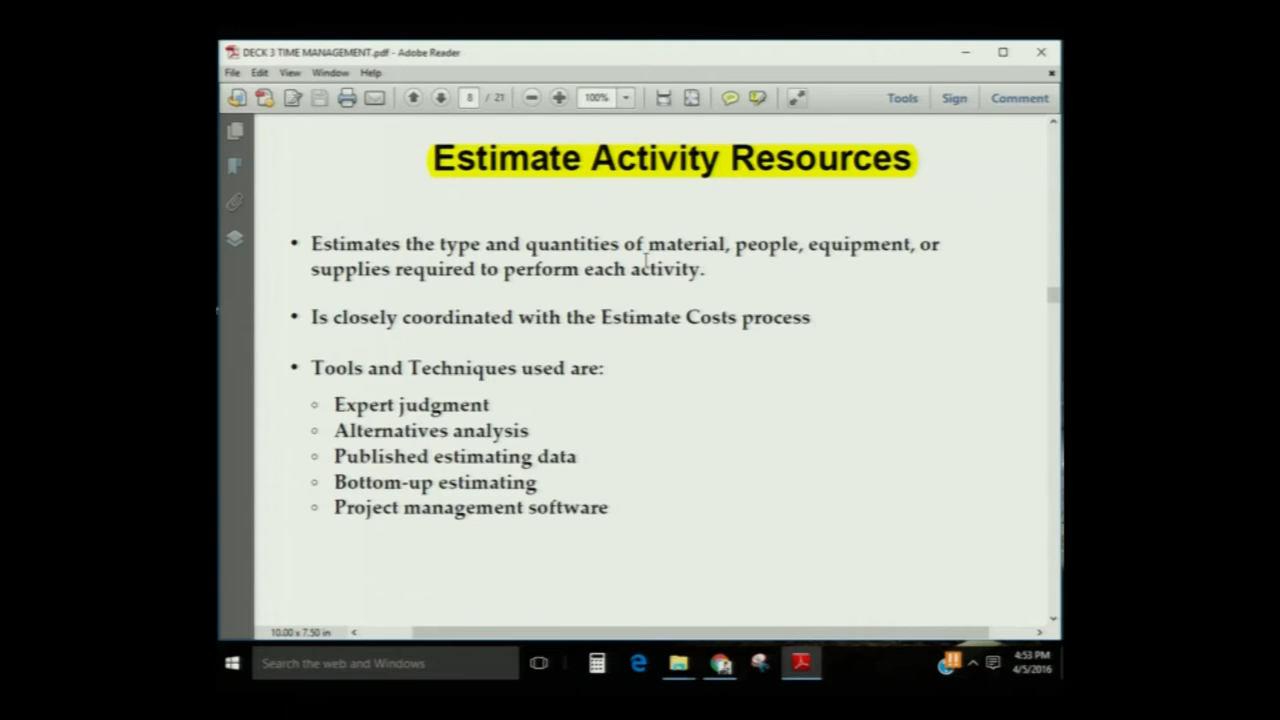 DECK 3 TIME MANAGEMENT.pdf - Adobe Reader
File Edit View Window Help
8 / 21 100% Tools Sign Comment
Estimate Activity Resources
• Estimates the type and quantities of material, people, equipment, or
supplies required to perform each activity.
• Is closely coordinated with the Estimate Costs process
• Tools and Techniques used are:
○ Expert judgment
○ Alternatives analysis
○ Published estimating data
○ Bottom-up estimating
○ Project management software
10.00 x 7.50 in
Search the web and Windows
4:53 PM
4/5/2016